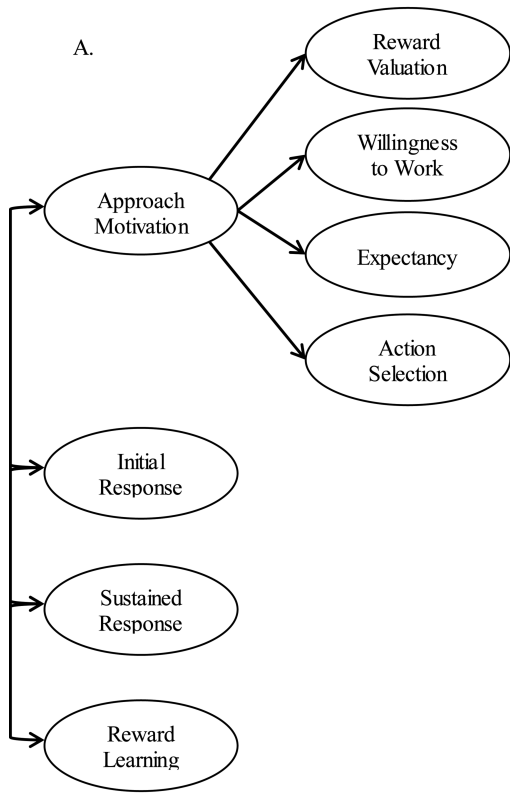 A.
Reward
Valuation
Willingness
to Work
Approach
Motivation
Expectancy
Action
Selection
Initial
Response
Sustained
Response
Reward
Learning